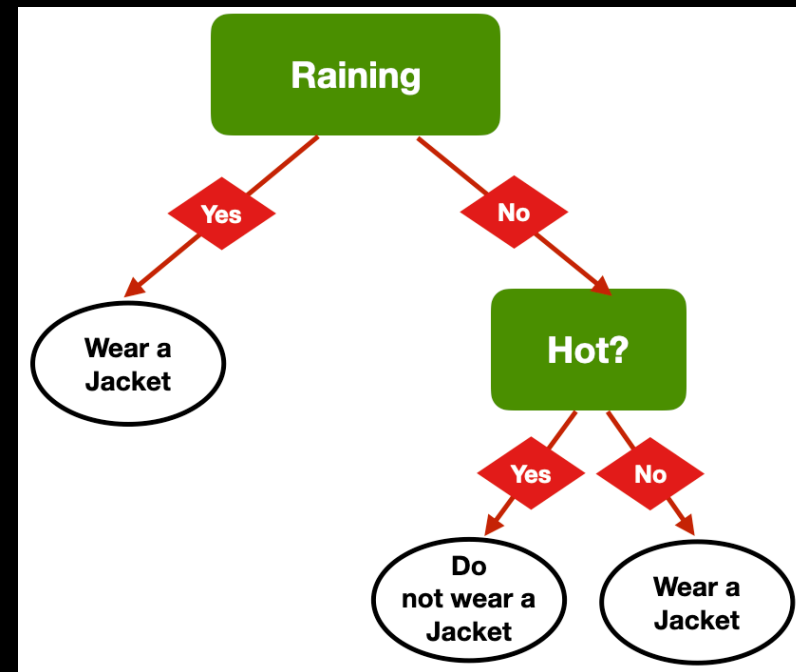 Raining
Yes
No
Wear a
Jacket
Hot?
Yes
No
Do
not wear a
Jacket
Wear a
Jacket